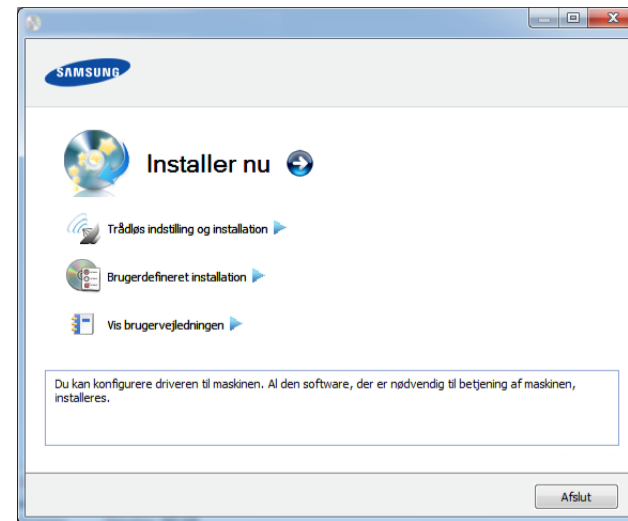 SAMSUNG
Installer nu
Trådløs indstilling og installation
Brugerdefineret installation
Vis brugervejledningen
Du kan konfigurere driveren til maskinen. Al den software, der er nødvendig til betjening af maskinen,
installeres.
Afslut